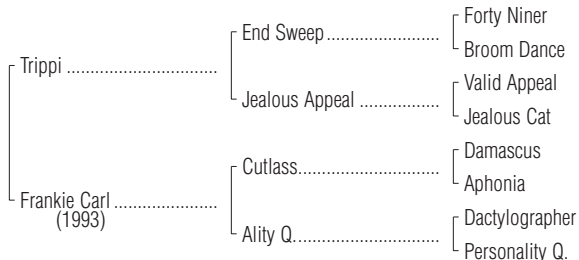 Forty Niner
End Sweep
Broom Dance
Trippi
Valid Appeal
Jealous Appeal
Jealous Cat
Damascus
Cutlass
Aphonia
Frankie Carl
(1993)
Dactylographer
Ality Q.
Personality Q.